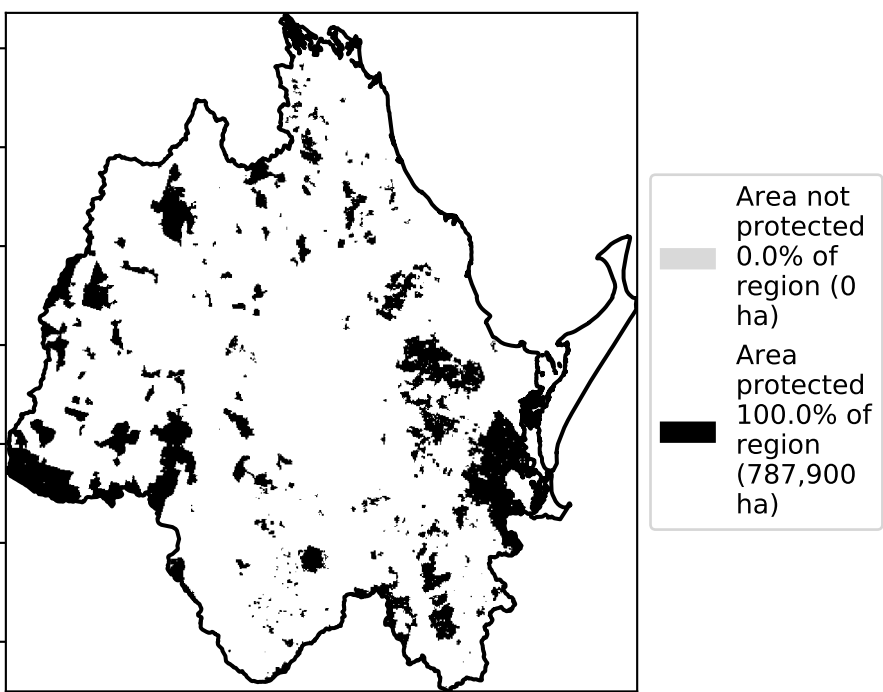 Area not
protected
0.0% of
region (0
ha)
Area
protected
100.0% of
region
(787,900
ha)